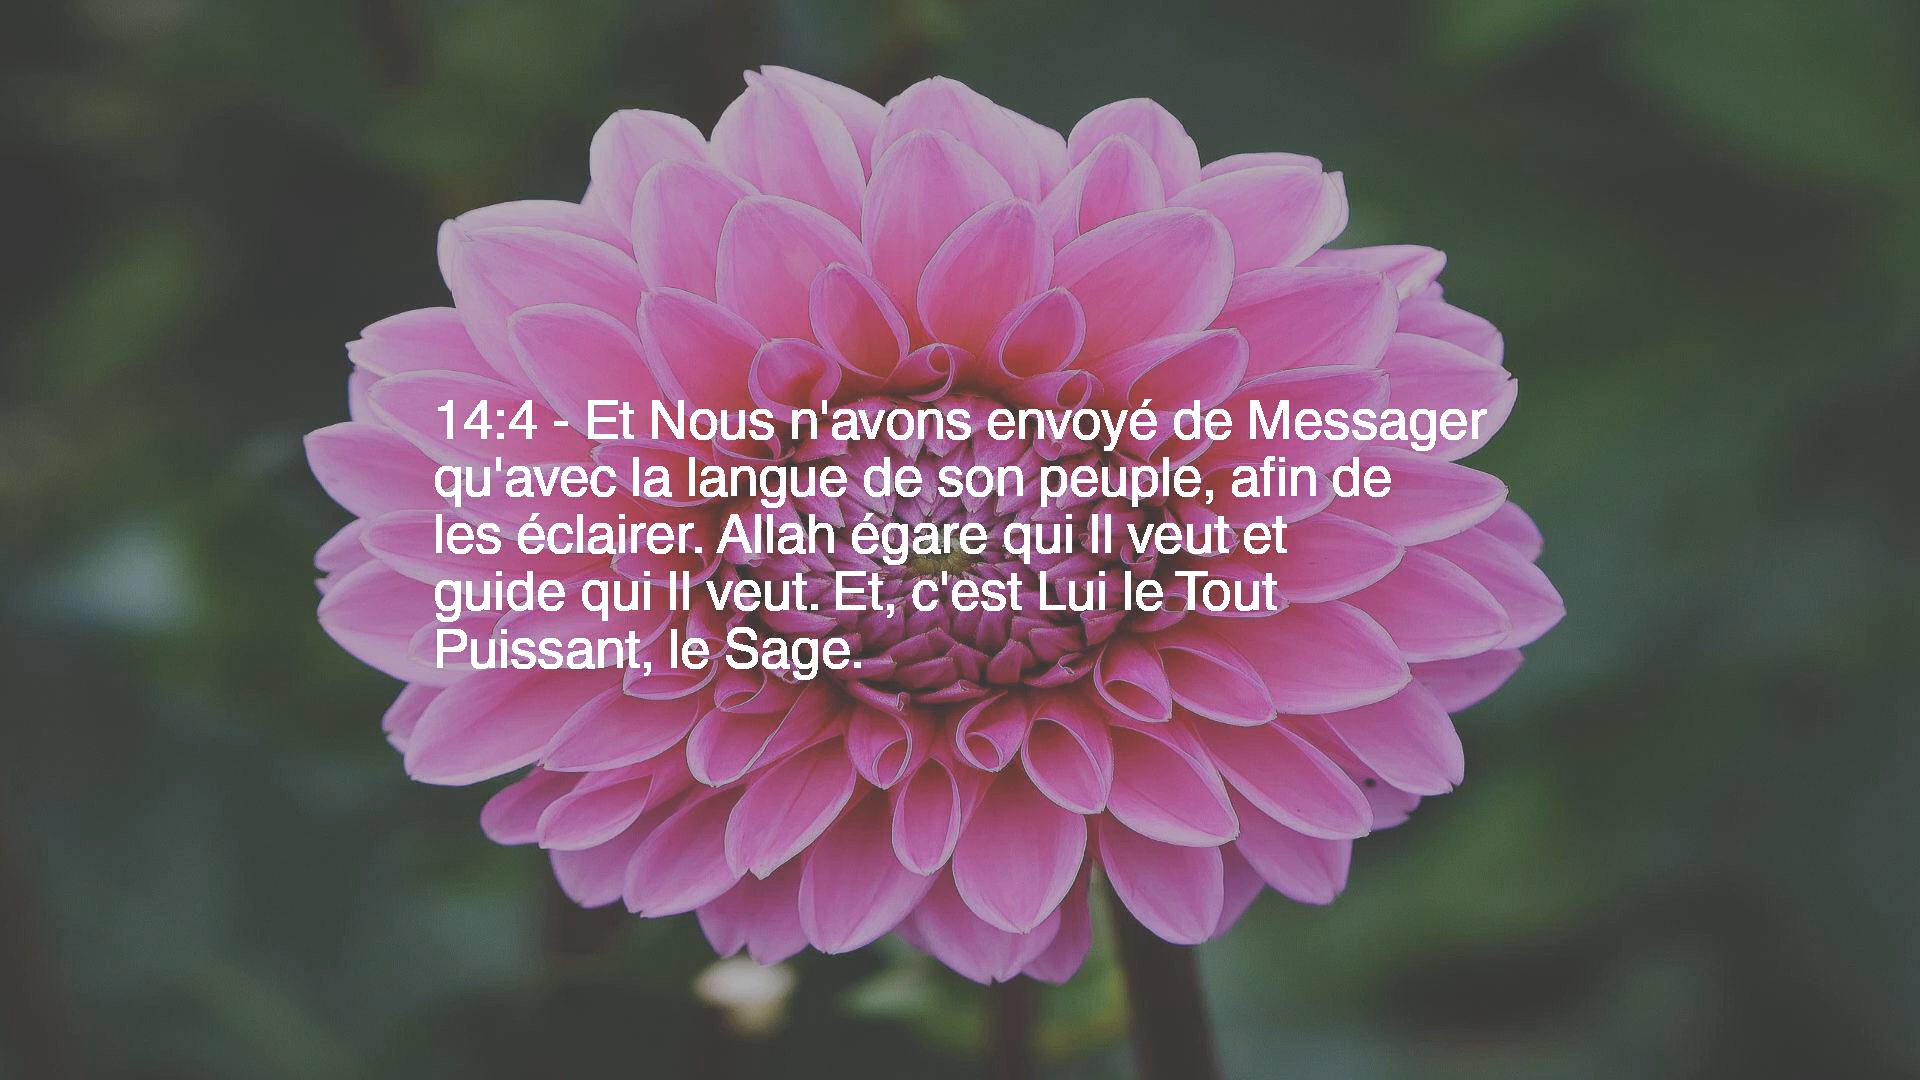 14:4 - Et Nous n'avons envoyé de Messager
qu'avec la langue de son peuple, afin de
les éclairer. Allah égare qui Il veut et
guide qui Il veut. Et, c'est Lui le Tout
Puissant, le Sage.